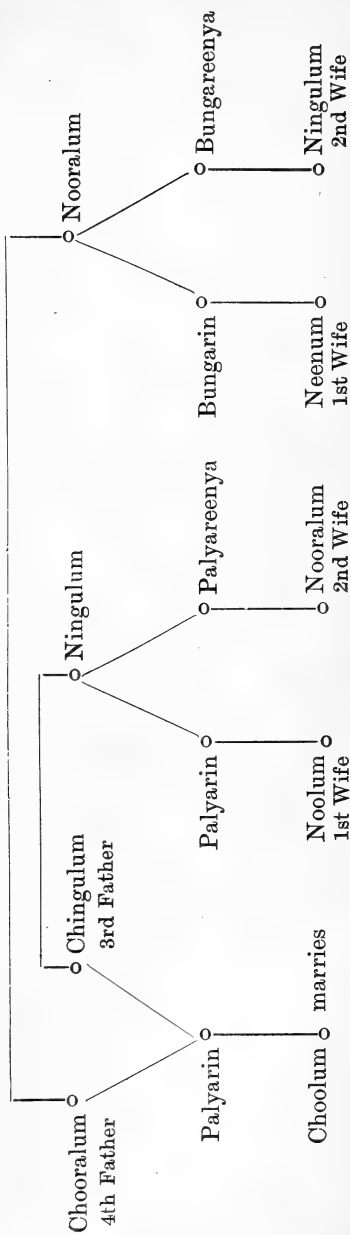 Chooralum
4th Father
Chingulum
3rd Father
Ningulum
Nooralum
Palyarin
Palyarin
Palyareenya
Bungarin
Bungareenya
Choolum marries
Noolum
1st Wife
Nooralum
2nd Wife
Neenum
1st Wife
Ningulum
2nd Wife